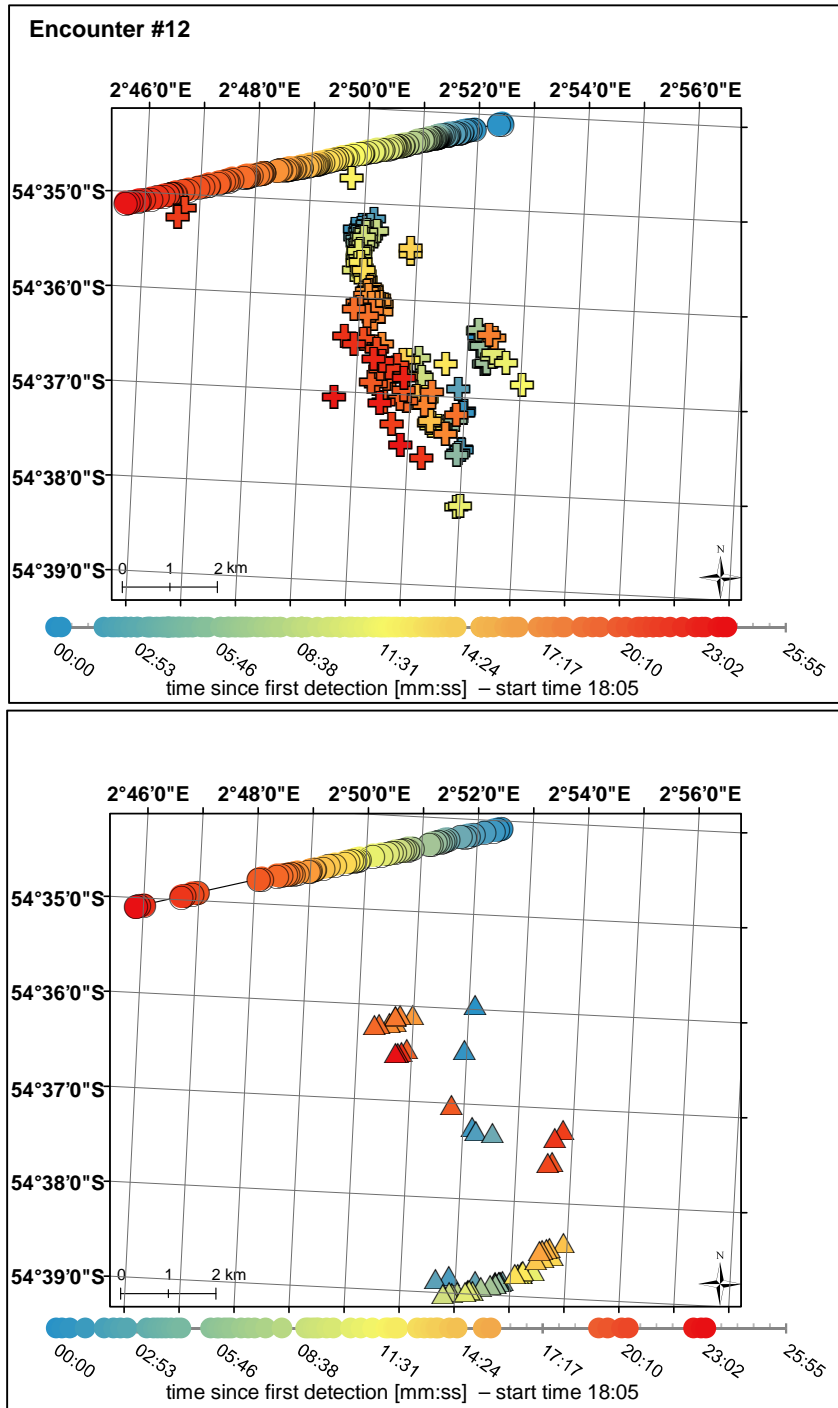 Encounter #12
2°46'0"E 2°48'0"E 2°50'0"E 2°52'0"E 2°54'0"E 2°56'0"E
54°35'0"S
54°36'0"S
54°37'0"S
54°38'0"S
54°39'0"S
0 1 2 km
N
00:00 02:53 05:46 08:38 11:31 14:24 17:17 20:10 23:02 25:55
time since first detection [mm:ss] – start time 18:05
2°46'0"E 2°48'0"E 2°50'0"E 2°52'0"E 2°54'0"E 2°56'0"E
54°35'0"S
54°36'0"S
54°37'0"S
54°38'0"S
54°39'0"S
0 1 2 km
N
00:00 02:53 05:46 08:38 11:31 14:24 17:17 20:10 23:02 25:55
time since first detection [mm:ss] – start time 18:05